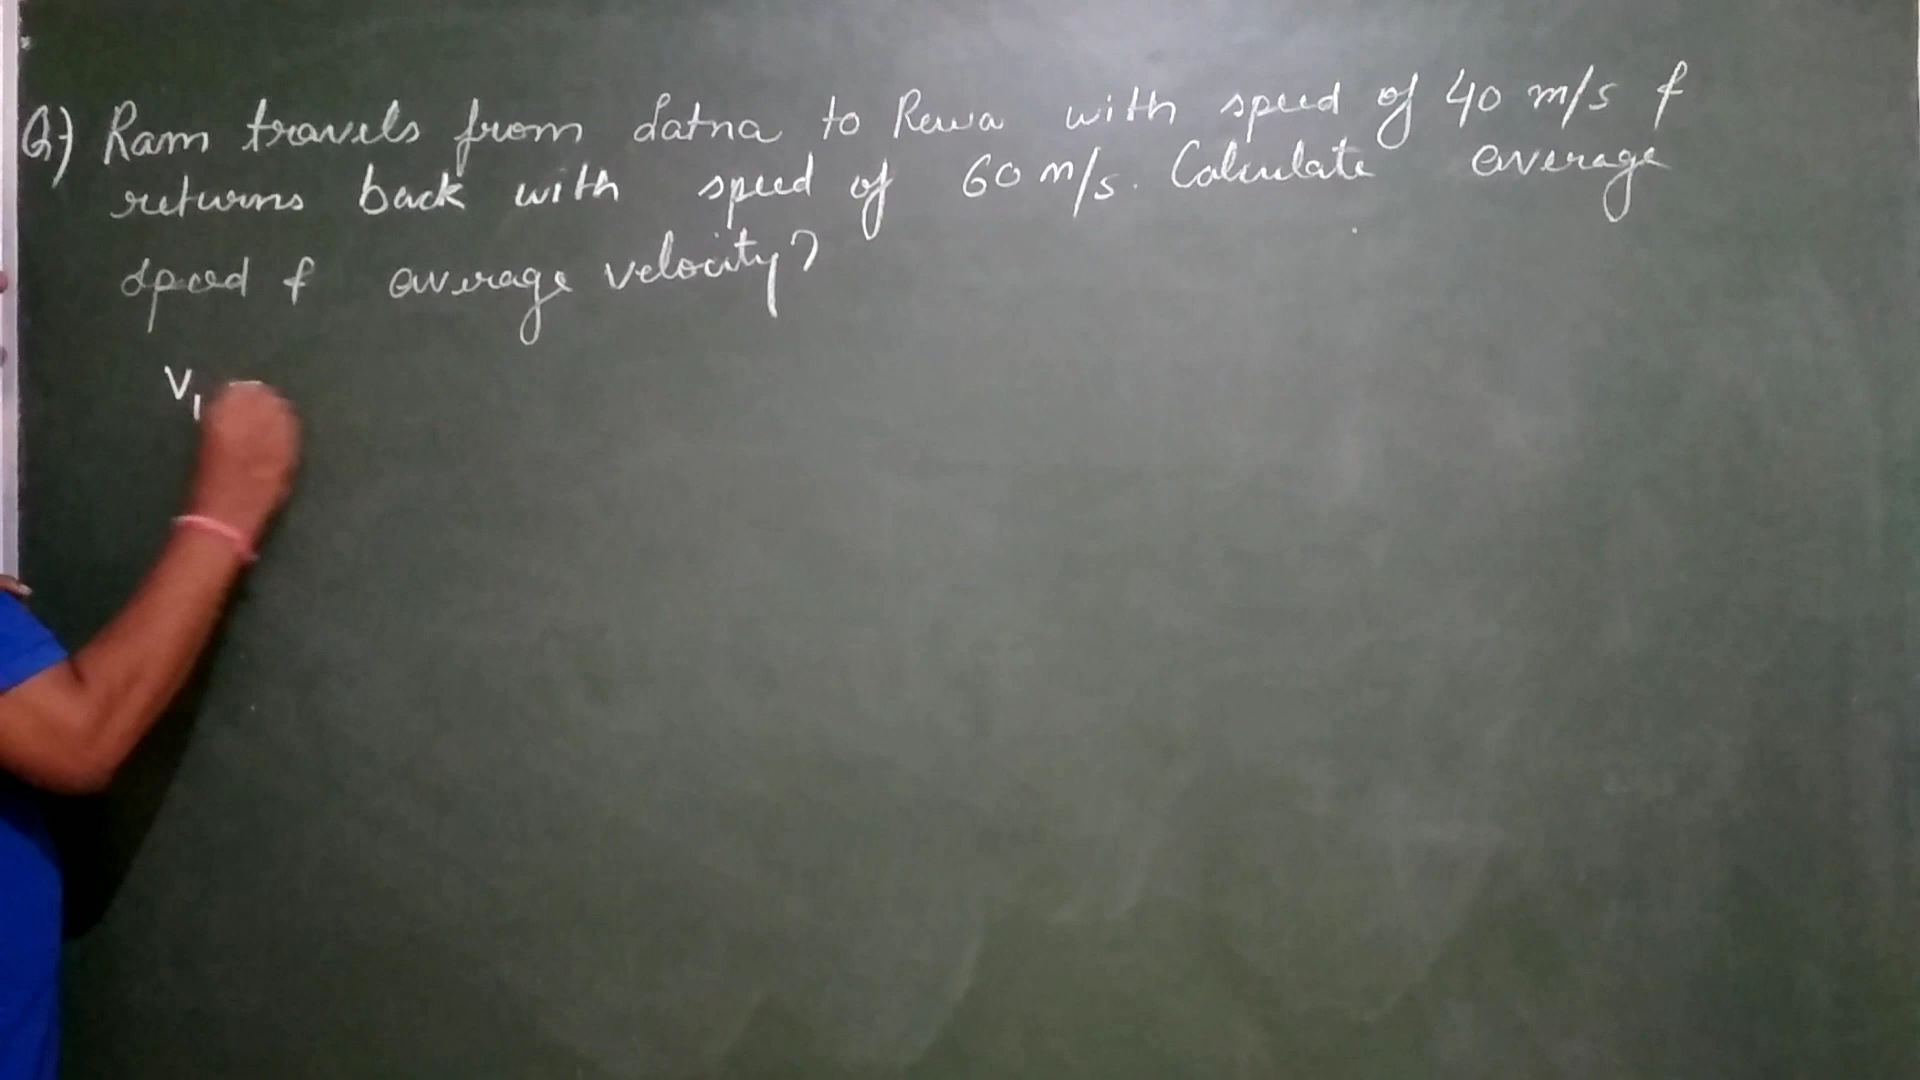 Q) Ram travels from Satna to Rewa with speed of 40 m/s &
returns back with speed of 60 m/s. Calculate average
speed & average velocity?
V₁